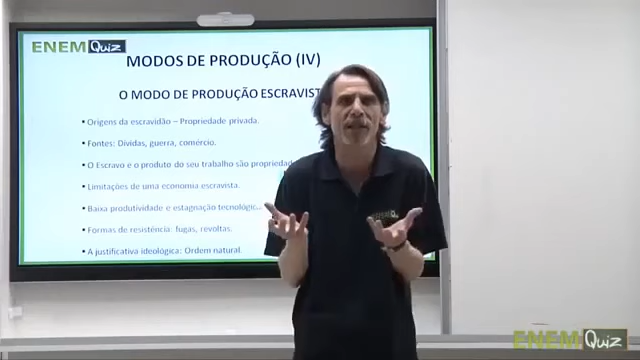 ENEM Quiz
MODOS DE PRODUÇÃO (IV)
O MODO DE PRODUÇÃO ESCRAVIST
• Origens da escravidão – Propriedade privada.
• Fontes: Dívidas, guerra, comércio.
• O Escravo e o produto do seu trabalho são propriedad
• Limitações de uma economia escravista.
• Baixa produtividade e estagnação tecnológic
• Formas de resistência: fugas, revoltas.
• A justificativa ideológica: Ordem natural.
ENEM Quiz